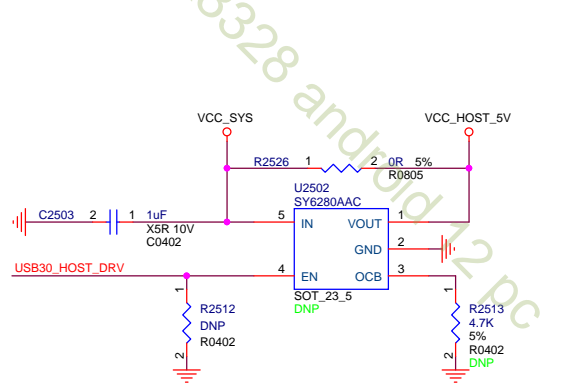 8328 android 12 pc
VCC_SYS
VCC_HOST_5V
R2526 1 2 0R 5%
R0805
U2502
SY6280AAC
C2503 2 1 1uF
X5R 10V
C0402
5 IN VOUT 1
GND 2
USB30_HOST_DRV
4 EN OCB 3
SOT_23_5
DNP
1
R2512
DNP
R0402
2
1
R2513
4.7K
5%
R0402
DNP
2